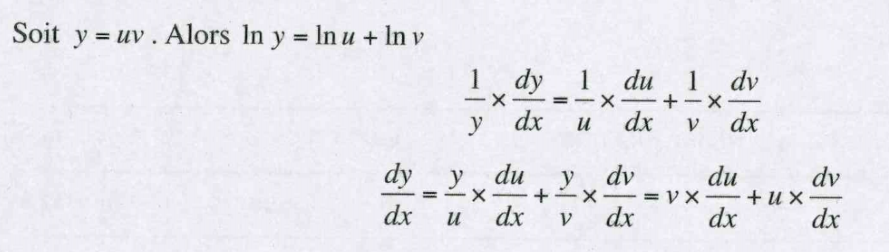 Soit y = uv . Alors ln y = ln u + ln v
1/y × dy/dx = 1/u × du/dx + 1/v × dv/dx
dy/dx = y/u × du/dx + y/v × dv/dx = v × du/dx + u × dv/dx